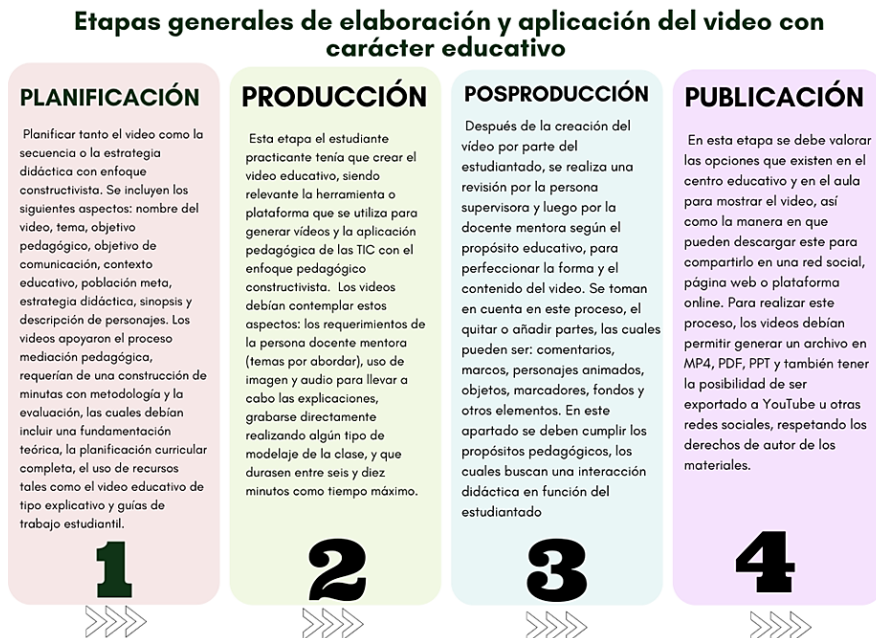 Etapas generales de elaboración y aplicación del video con
carácter educativo
PLANIFICACIÓN
Planificar tanto el video como la
secuencia o la estrategia
didáctica con enfoque
constructivista. Se incluyen los
siguientes aspectos: nombre del
video, tema, objetivo
pedagógico, objetivo de
comunicación, contexto
educativo, población meta,
estrategia didáctica, sinopsis y
descripción de personajes. Los
videos apoyaron el proceso
mediación pedagógica,
requerían de una construcción de
minutas con metodología y la
evaluación, las cuales debían
incluir una fundamentación
teórica, la planificación curricular
completa, el uso de recursos
tales como el video educativo de
tipo explicativo y guías de
trabajo estudiantil.
1
PRODUCCIÓN
Esta etapa el estudiante
practicante tenía que crear el
video educativo, siendo
relevante la herramienta o
plataforma que se utiliza para
generar vídeos y la aplicación
pedagógica de las TIC con el
enfoque pedagógico
constructivista. Los videos
debían contemplar estos
aspectos: los requerimientos de
la persona docente mentora
(temas por abordar), uso de
imagen y audio para llevar a
cabo las explicaciones,
grabarse directamente
realizando algún tipo de
modelaje de la clase, y que
durasen entre seis y diez
minutos como tiempo máximo.
2
POSPRODUCCIÓN
Después de la creación del
vídeo por parte del
estudiantado, se realiza una
revisión por la persona
supervisora y luego por la
docente mentora según el
propósito educativo, para
perfeccionar la forma y el
contenido del video. Se toman
en cuenta en este proceso, el
quitar o añadir partes, las cuales
pueden ser: comentarios,
marcos, personajes animados,
objetos, marcadores, fondos y
otros elementos. En este
apartado se deben cumplir los
propósitos pedagógicos, los
cuales buscan una interacción
didáctica en función del
estudiantado
3
PUBLICACIÓN
En esta etapa se debe valorar
las opciones que existen en el
centro educativo y en el aula
para mostrar el video, así
como la manera en que
pueden descargar este para
compartirlo en una red social,
página web o plataforma
online. Para realizar este
proceso, los videos debían
permitir generar un archivo en
MP4, PDF, PPT y también tener
la posibilidad de ser
exportado a YouTube u otras
redes sociales, respetando los
derechos de autor de los
materiales.
4